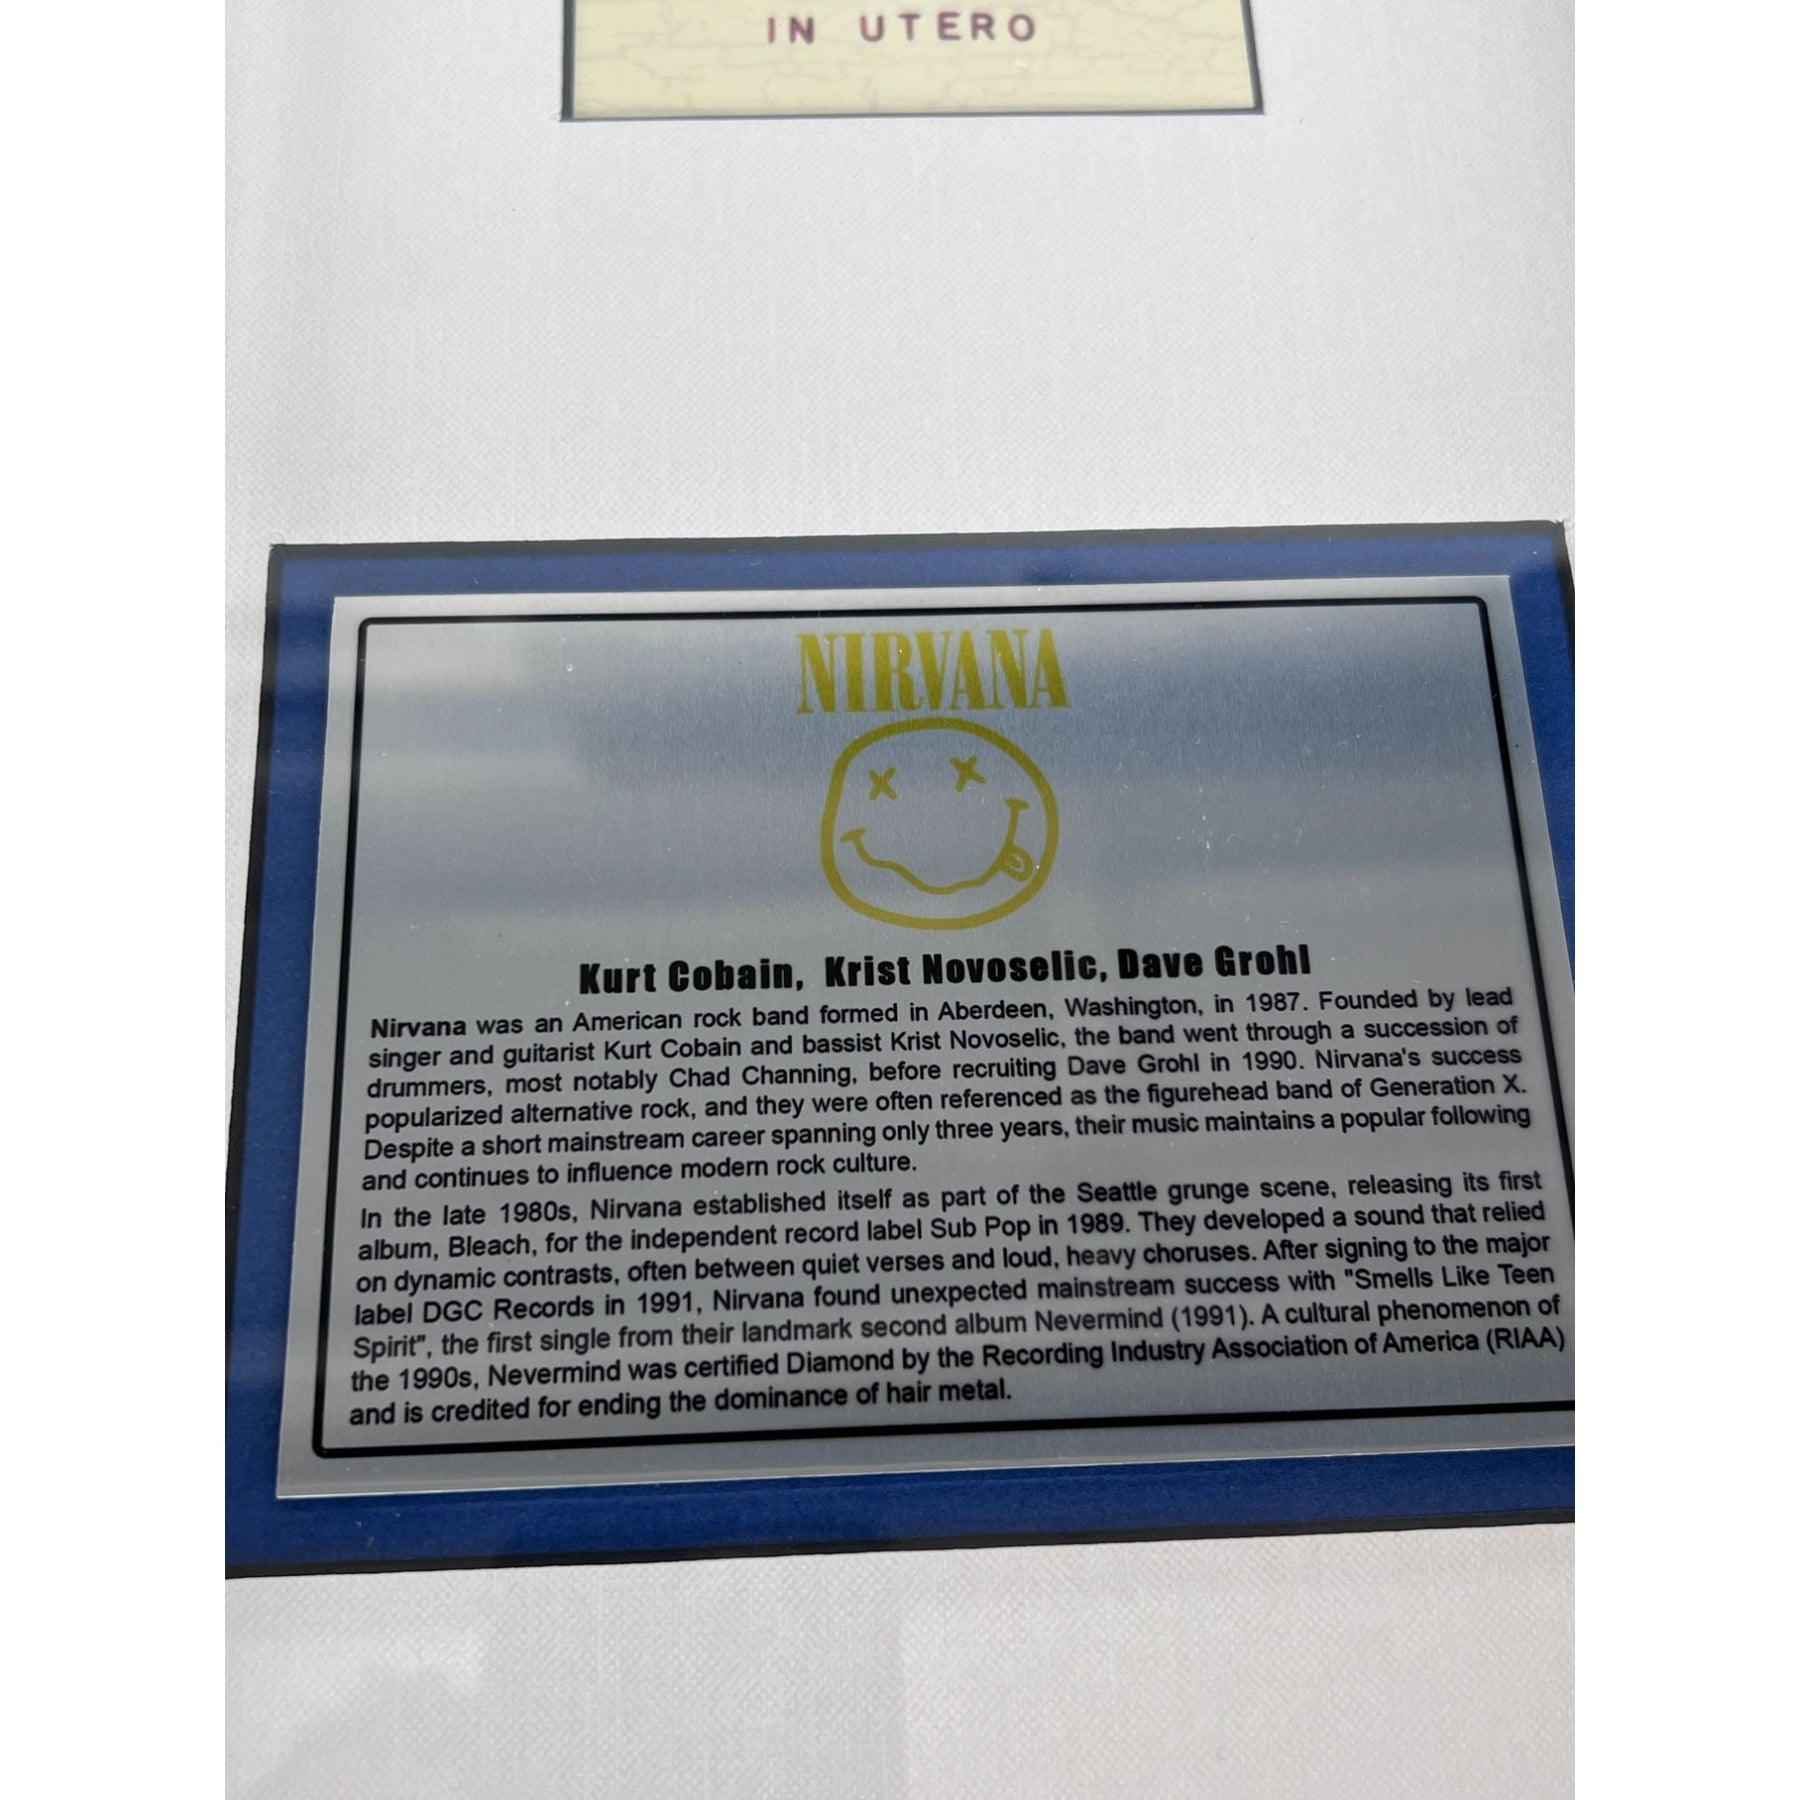 IN UTERO
NIRVANA
Kurt Cobain, Krist Novoselic, Dave Grohl
Nirvana was an American rock band formed in Aberdeen, Washington, in 1987. Founded by lead
singer and guitarist Kurt Cobain and bassist Krist Novoselic, the band went through a succession of
drummers, most notably Chad Channing, before recruiting Dave Grohl in 1990. Nirvana's success
popularized alternative rock, and they were often referenced as the figurehead band of Generation X.
Despite a short mainstream career spanning only three years, their music maintains a popular following
and continues to influence modern rock culture.
In the late 1980s, Nirvana established itself as part of the Seattle grunge scene, releasing its first
album, Bleach, for the independent record label Sub Pop in 1989. They developed a sound that relied
on dynamic contrasts, often between quiet verses and loud, heavy choruses. After signing to the major
label DGC Records in 1991, Nirvana found unexpected mainstream success with "Smells Like Teen
Spirit", the first single from their landmark second album Nevermind (1991). A cultural phenomenon of
the 1990s, Nevermind was certified Diamond by the Recording Industry Association of America (RIAA)
and is credited for ending the dominance of hair metal.